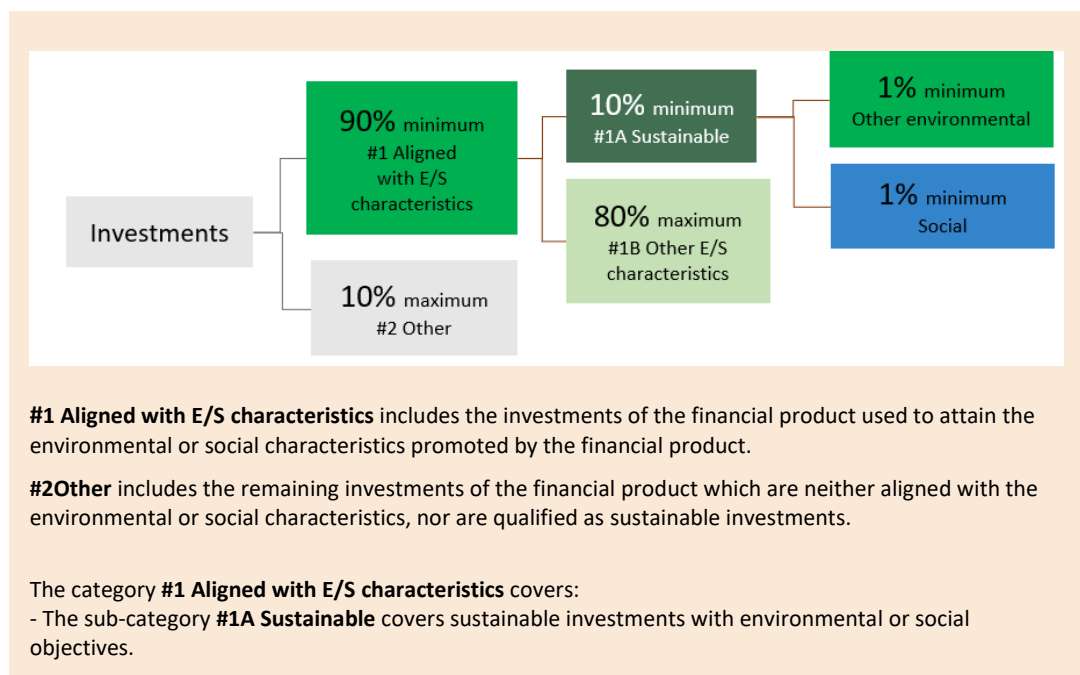 Investments
90% minimum
#1 Aligned
with E/S
characteristics
10% maximum
#2 Other
10% minimum
#1A Sustainable
80% maximum
#1B Other E/S
characteristics
1% minimum
Other environmental
1% minimum
Social
#1 Aligned with E/S characteristics includes the investments of the financial product used to attain the
environmental or social characteristics promoted by the financial product.
#2Other includes the remaining investments of the financial product which are neither aligned with the
environmental or social characteristics, nor are qualified as sustainable investments.
The category #1 Aligned with E/S characteristics covers:
- The sub-category #1A Sustainable covers sustainable investments with environmental or social
objectives.